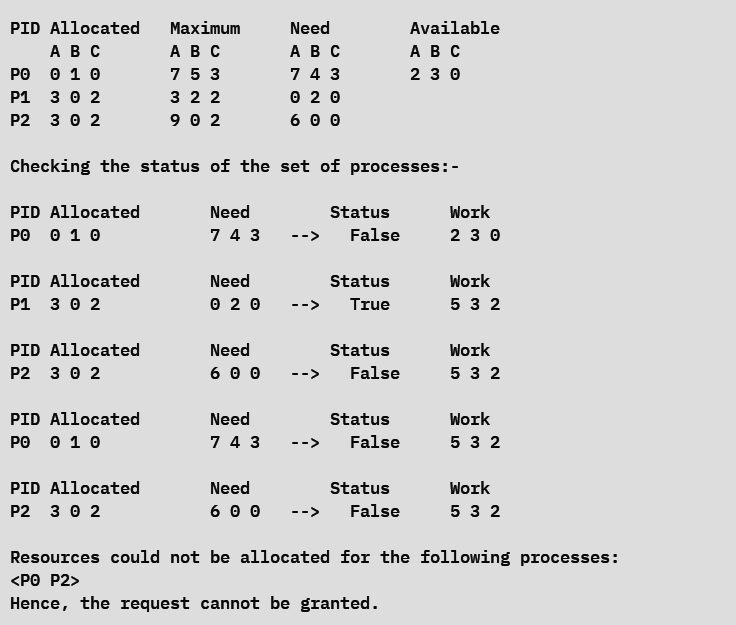 PID Allocated   Maximum     Need        Available
    A B C       A B C       A B C       A B C
P0  0 1 0       7 5 3       7 4 3       2 3 0
P1  3 0 2       3 2 2       0 2 0
P2  3 0 2       9 0 2       6 0 0
Checking the status of the set of processes:-
PID Allocated       Need        Status      Work
P0  0 1 0           7 4 3   -->   False     2 3 0
PID Allocated       Need        Status      Work
P1  3 0 2           0 2 0   -->   True      5 3 2
PID Allocated       Need        Status      Work
P2  3 0 2           6 0 0   -->   False     5 3 2
PID Allocated       Need        Status      Work
P0  0 1 0           7 4 3   -->   False     5 3 2
PID Allocated       Need        Status      Work
P2  3 0 2           6 0 0   -->   False     5 3 2
Resources could not be allocated for the following processes:
<P0 P2>
Hence, the request cannot be granted.